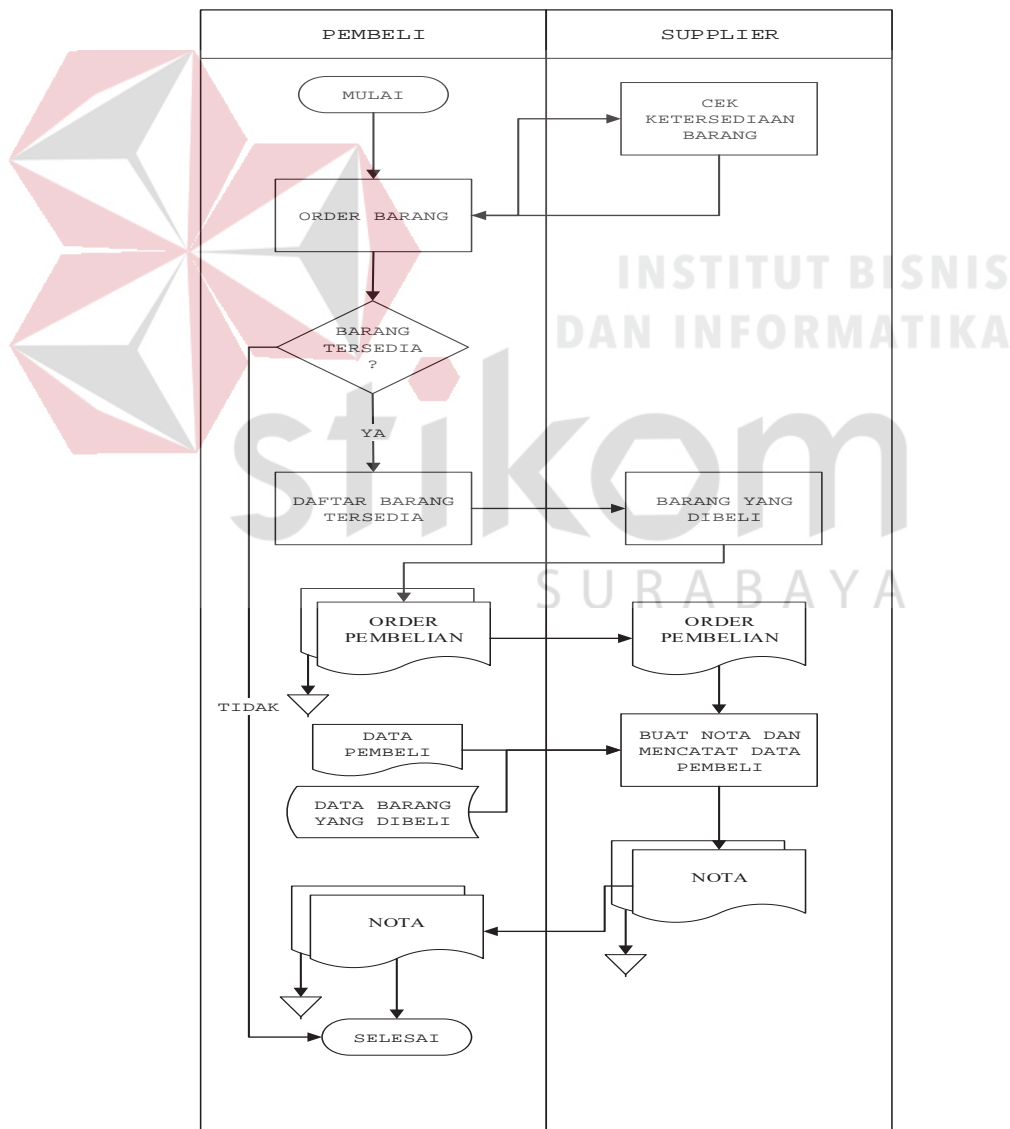 PEMBELI
SUPPLIER
MULAI
CEK
KETERSEDIAAN
BARANG
ORDER BARANG
INSTITUT BISNIS
DAN INFORMATIKA
BARANG
TERSEDIA
?
stikom
YA
DAFTAR BARANG
TERSEDIA
BARANG YANG
DIBELI
SURABAYA
ORDER
PEMBELIAN
ORDER
PEMBELIAN
TIDAK
DATA
PEMBELI
BUAT NOTA DAN
MENCATAT DATA
PEMBELI
DATA BARANG
YANG DIBELI
NOTA
NOTA
SELESAI